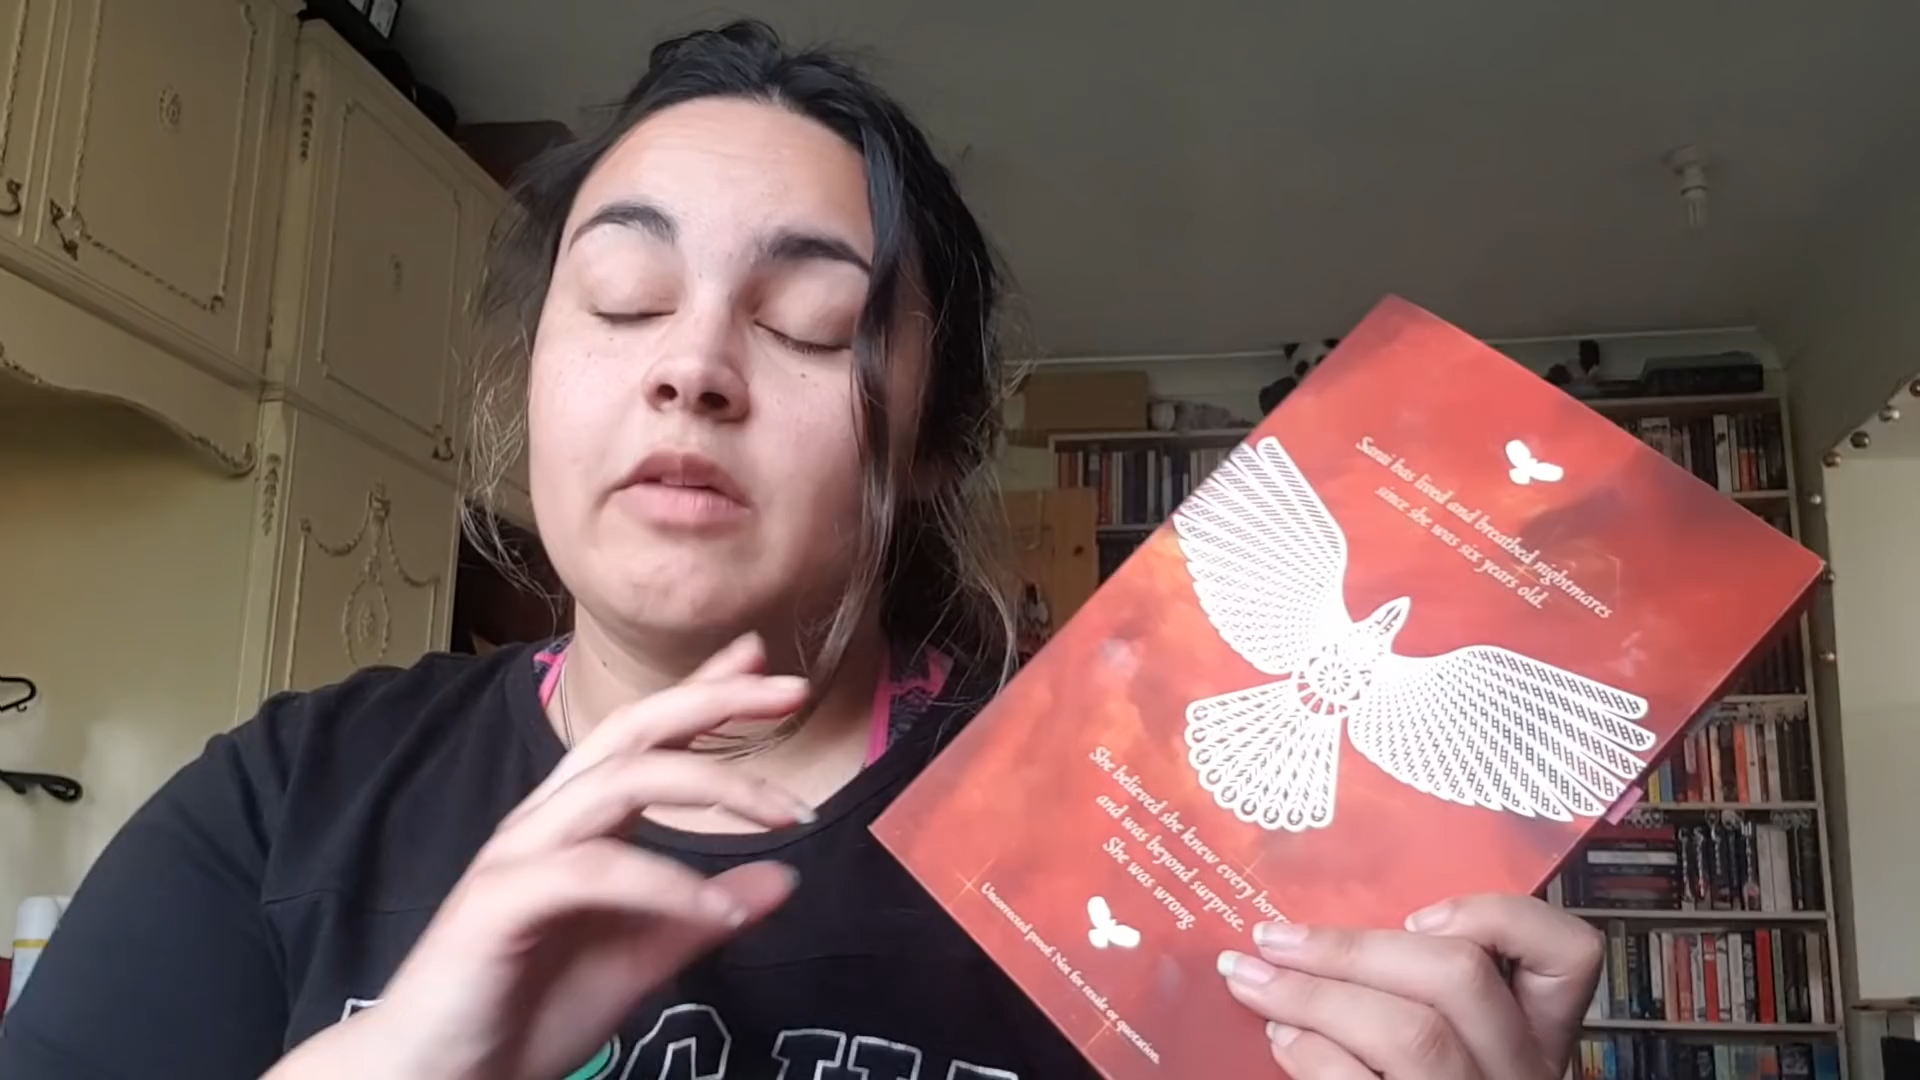 Sarai has lived and breathed nightmares
since she was six years old.
She believed she knew every
and was beyond surprise.
She was wrong.
Uncorrected proof. Not for resale or quotation.